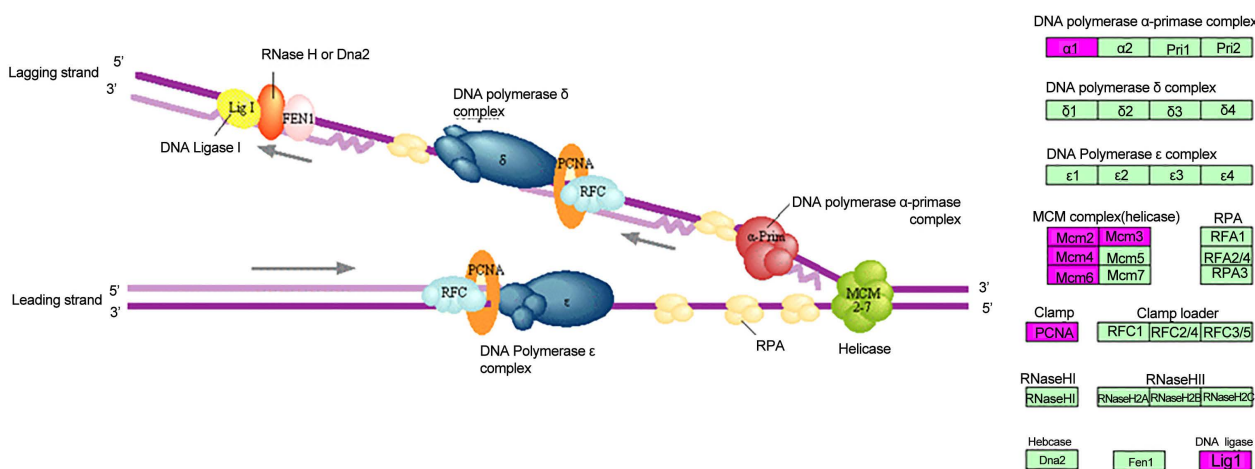 5'
RNase H or Dna2
Lagging strand
3'
Lig I
FEN1
DNA Ligase I
DNA polymerase δ
complex
δ
PCNA
RFC
DNA polymerase α-primase
complex
α-Prim
PCNA
Leading strand
5'
3'
RFC
ε
MCM
2-7
3'
5'
DNA Polymerase ε
complex
RPA
Helicase
DNA polymerase α-primase complex
α1 α2 Pri1 Pri2
DNA polymerase δ complex
δ1 δ2 δ3 δ4
DNA Polymerase ε complex
ε1 ε2 ε3 ε4
MCM complex(helicase) RPA
Mcm2 Mcm3 RFA1
Mcm4 Mcm5 RFA2/4
Mcm6 Mcm7 RPA3
Clamp Clamp loader
PCNA RFC1 RFC2/4 RFC3/5
RNaseHI RNaseHII
RNaseHI RNaseH2A RNaseH2B RNaseH2C
Hebcase DNA ligase
Dna2 Fen1 Lig1